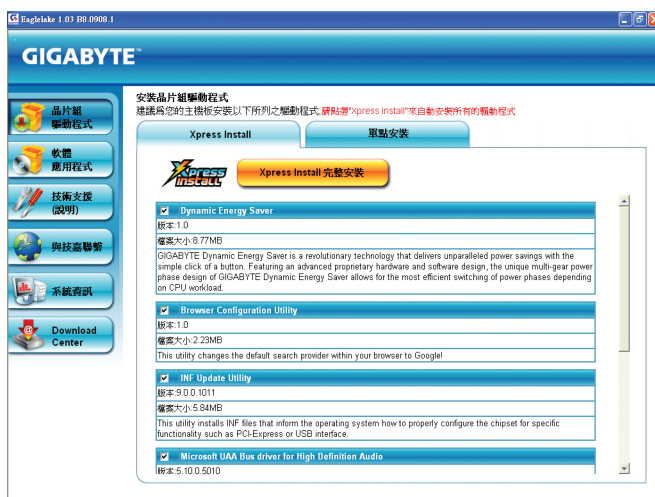 Eaglelake 1.03 B8.0908.1
GIGABYTE™
晶片組
驅動程式
軟體
應用程式
技術支援
(說明)
與技嘉聯繫
系統資訊
Download
Center
安裝晶片組驅動程式
建議為您的主機板安裝以下所列之驅動程式;請點選"Xpress Install"來自動安裝所有的驅動程式
Xpress Install
單點安裝
Xpress
INSTALL
Xpress Install 完整安裝
Dynamic Energy Saver
版本:1.0
檔案大小:8.77MB
GIGABYTE Dynamic Energy Saver is a revolutionary technology that delivers unparalleled power savings with the
simple click of a button. Featuring an advanced proprietary hardware and software design, the unique multi-gear power
phase design of GIGABYTE Dynamic Energy Saver allows for the most efficient switching of power phases depending
on CPU workload.
Browser Configuration Utility
版本:1.0
檔案大小:2.23MB
This utility changes the default search provider within your browser to Google!
INF Update Utility
版本:9.0.0.1011
檔案大小:5.84MB
This utility installs INF files that inform the operating system how to properly configure the chipset for specific
functionality such as PCI-Express or USB interface.
Microsoft UAA Bus driver for High Definition Audio
版本:5.10.0.5010